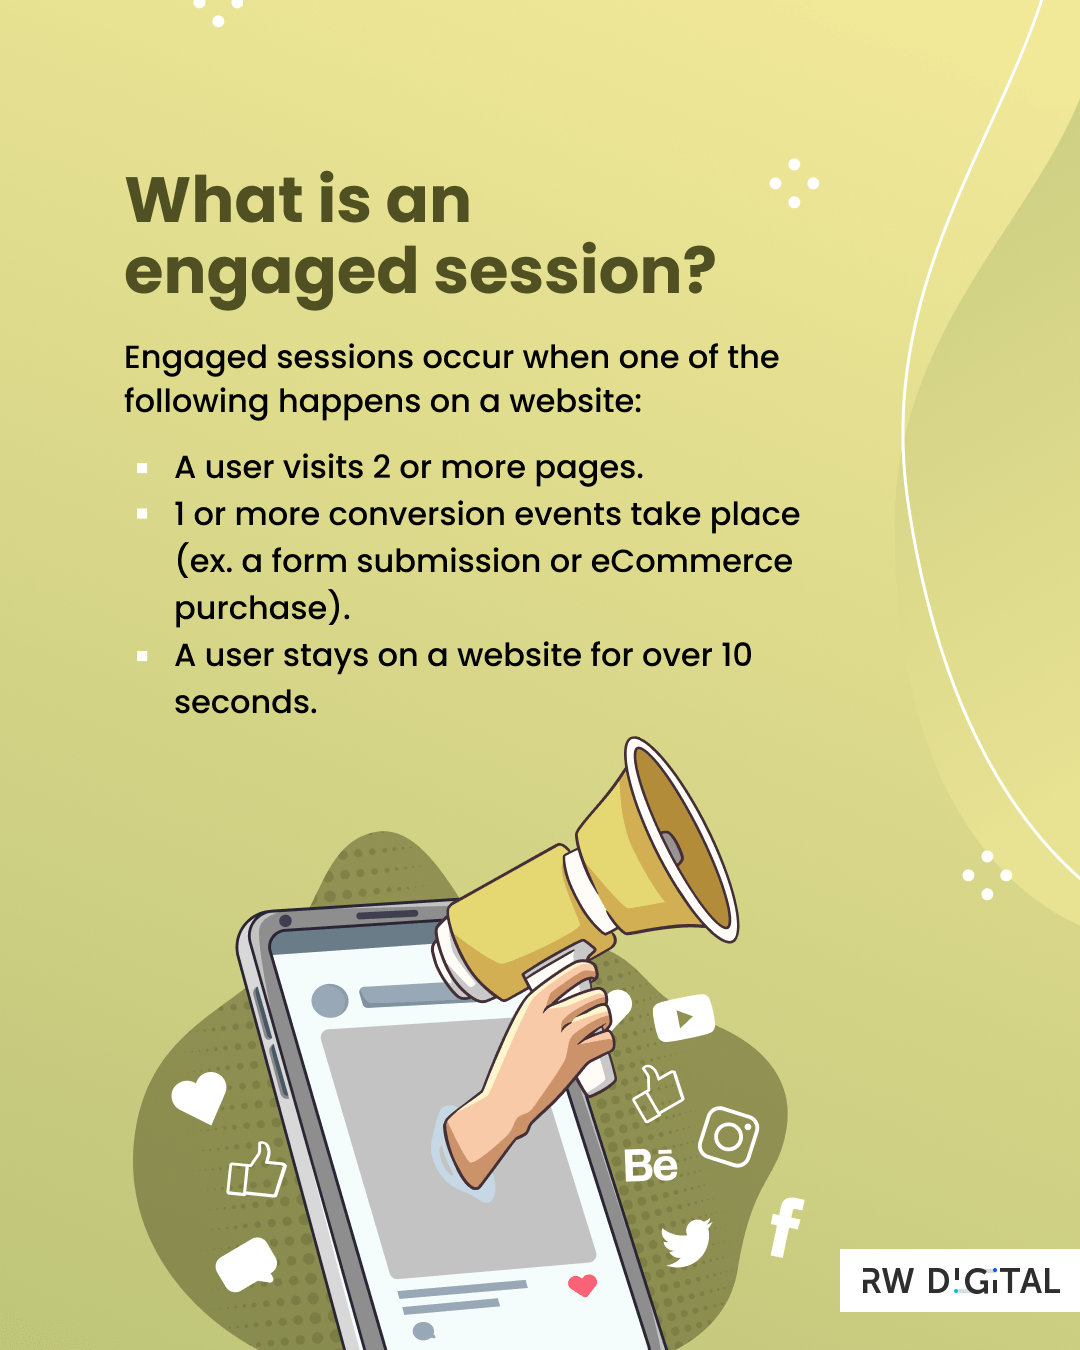 What is an
engaged session?
Engaged sessions occur when one of the
following happens on a website:
A user visits 2 or more pages.
1 or more conversion events take place
(ex. a form submission or eCommerce
purchase).
A user stays on a website for over 10
seconds.
Bē
RW DIGITAL